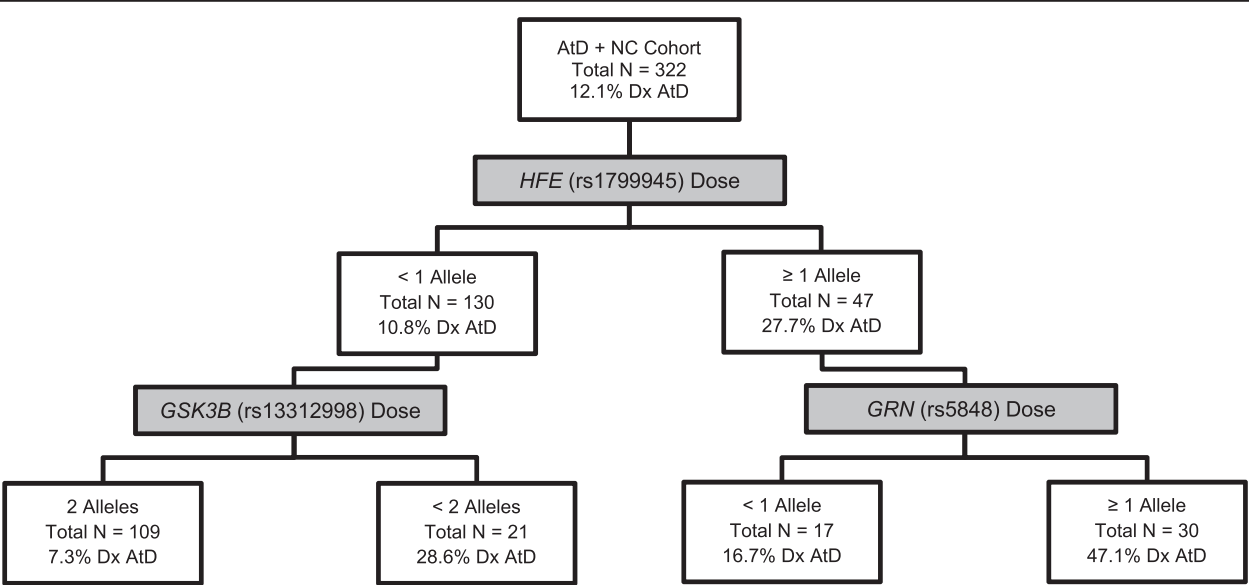 AtD + NC Cohort
Total N = 322
12.1% Dx AtD
HFE (rs1799945) Dose
< 1 Allele
Total N = 130
10.8% Dx AtD
≥ 1 Allele
Total N = 47
27.7% Dx AtD
GSK3B (rs13312998) Dose
GRN (rs5848) Dose
2 Alleles
Total N = 109
7.3% Dx AtD
< 2 Alleles
Total N = 21
28.6% Dx AtD
< 1 Allele
Total N = 17
16.7% Dx AtD
≥ 1 Allele
Total N = 30
47.1% Dx AtD